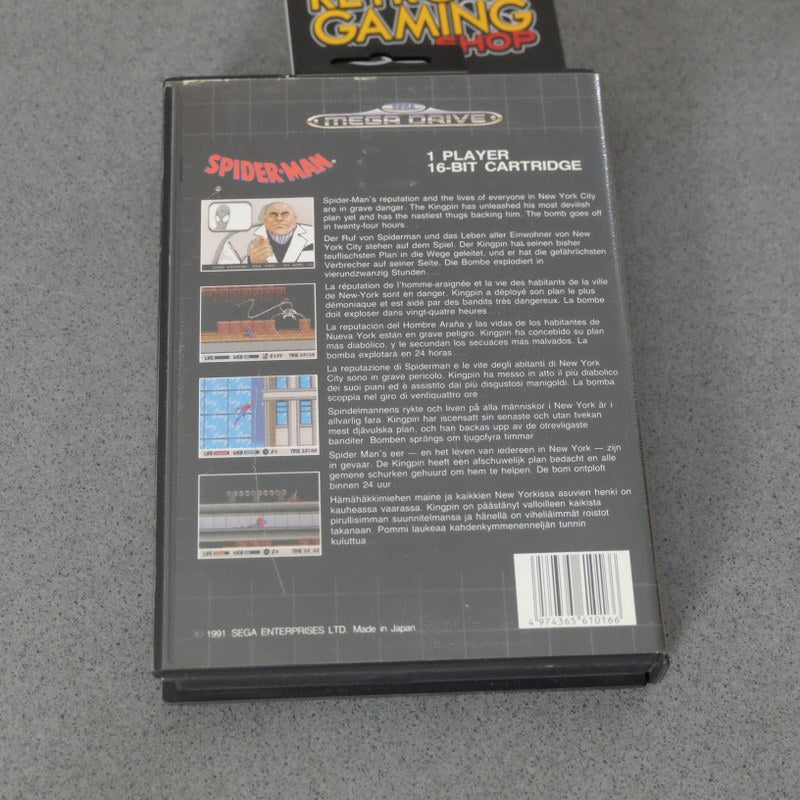 RETRO
GAMING
SHOP
SEGA
MEGA DRIVE
SPIDER-MAN
1 PLAYER
16-BIT CARTRIDGE
Spider-Man's reputation and the lives of everyone in New York City
are in grave danger. The Kingpin has unleashed his most devilish
plan yet and has the nastiest thugs backing him. The bomb goes off
in twenty-four hours . . .
Der Ruf von Spiderman und das Leben aller Einwohner von New
York City stehen auf dem Spiel. Der Kingpin hat seinen bisher
teuflischsten Plan in die Wege geleitet, und er hat die gefährlichsten
Verbrecher auf seiner Seite. Die Bombe explodiert in
vierundzwanzig Stunden . . .
La réputation de l'homme-araignée et la vie des habitants de la ville
de New-York sont en danger. Kingpin a déployé son plan le plus
démoniaque et est aidé par des bandits très dangereux. La bombe
doit exploser dans vingt-quatre heures . . .
La reputación del Hombre Araña y las vidas de los habitantes de
Nueva York están en grave peligro. Kingpin ha concebido su plan
más diabólico, y le secundan los secuaces más malvados. La
bomba explotará en 24 horas . . .
La reputazione di Spiderman e le vite degli abitanti di New York
City sono in grave pericolo. Kingpin ha messo in atto il più diabolico
dei suoi piani ed è assistito dai più disgustosi manigoldi. La bomba
scoppia nel giro di ventiquattro ore
Spindelmannens rykte och liven på alla människor i New York är i
allvarlig fara. Kingpin har iscensatt sin senaste och utan tvekan
mest djävulska plan, och han backas upp av de otrevligaste
banditer Bomben sprängs om tjugofyra timmar
Spider Man's eer — en het leven van iedereen in New York — zijn
in gevaar. De Kingpin heeft een afschuwelijk plan bedacht en alle
gemene schurken gehuurd om hem te helpen. De bom ontploft
binnen 24 uur
Hämähäkkimiehen maine ja kaikkien New Yorkissa asuvien henki on
kauheassa vaarassa. Kingpin on päästänyt valloilleen kaikista
pirullisimman suunnitelmansa ja hänellä on viheliäimmät roistot
takanaan. Pommi laukeaa kahdenkymmenenneljän tunnin
kuluttua
LIFE WEB TIME
LIFE WEB TIME
LIFE WEB TIME
4 974365 610166
© 1991 SEGA ENTERPRISES LTD. Made in Japan